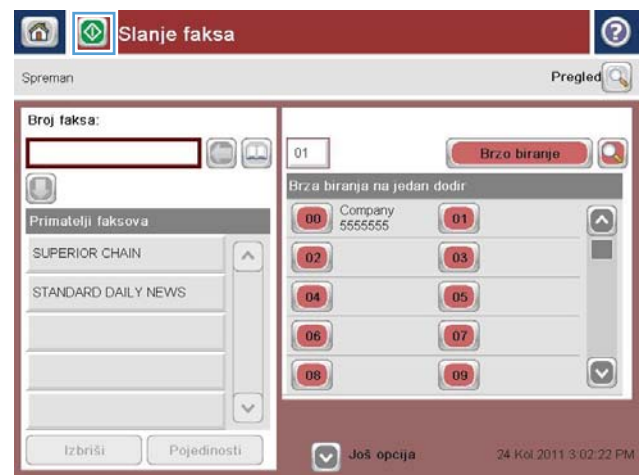 Slanje faksa
Spreman
Pregled
Broj faksa:
Primatelji faksova
SUPERIOR CHAIN
STANDARD DAILY NEWS
Izbriši
Pojedinosti
01
Brzo biranje
Brza biranja na jedan dodir
00 Company 01
5555555
02 03
04 05
06 07
08 09
Još opcija
24 Kol 2011 3:02:22 PM